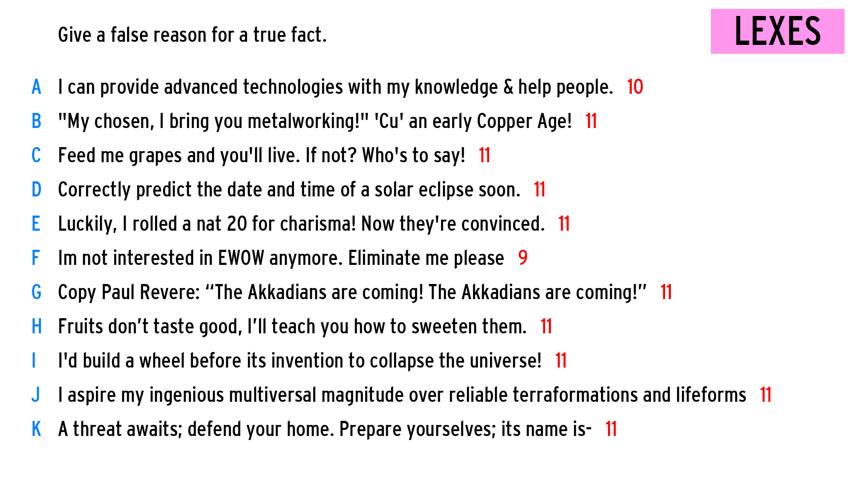 Give a false reason for a true fact.
LEXES
A I can provide advanced technologies with my knowledge & help people. 10
B "My chosen, I bring you metalworking!" 'Cu' an early Copper Age! 11
C Feed me grapes and you'll live. If not? Who's to say! 11
D Correctly predict the date and time of a solar eclipse soon. 11
E Luckily, I rolled a nat 20 for charisma! Now they're convinced. 11
F Im not interested in EWOW anymore. Eliminate me please 9
G Copy Paul Revere: “The Akkadians are coming! The Akkadians are coming!” 11
H Fruits don’t taste good, I’ll teach you how to sweeten them. 11
I I'd build a wheel before its invention to collapse the universe! 11
J I aspire my ingenious multiversal magnitude over reliable terraformations and lifeforms 11
K A threat awaits; defend your home. Prepare yourselves; its name is- 11